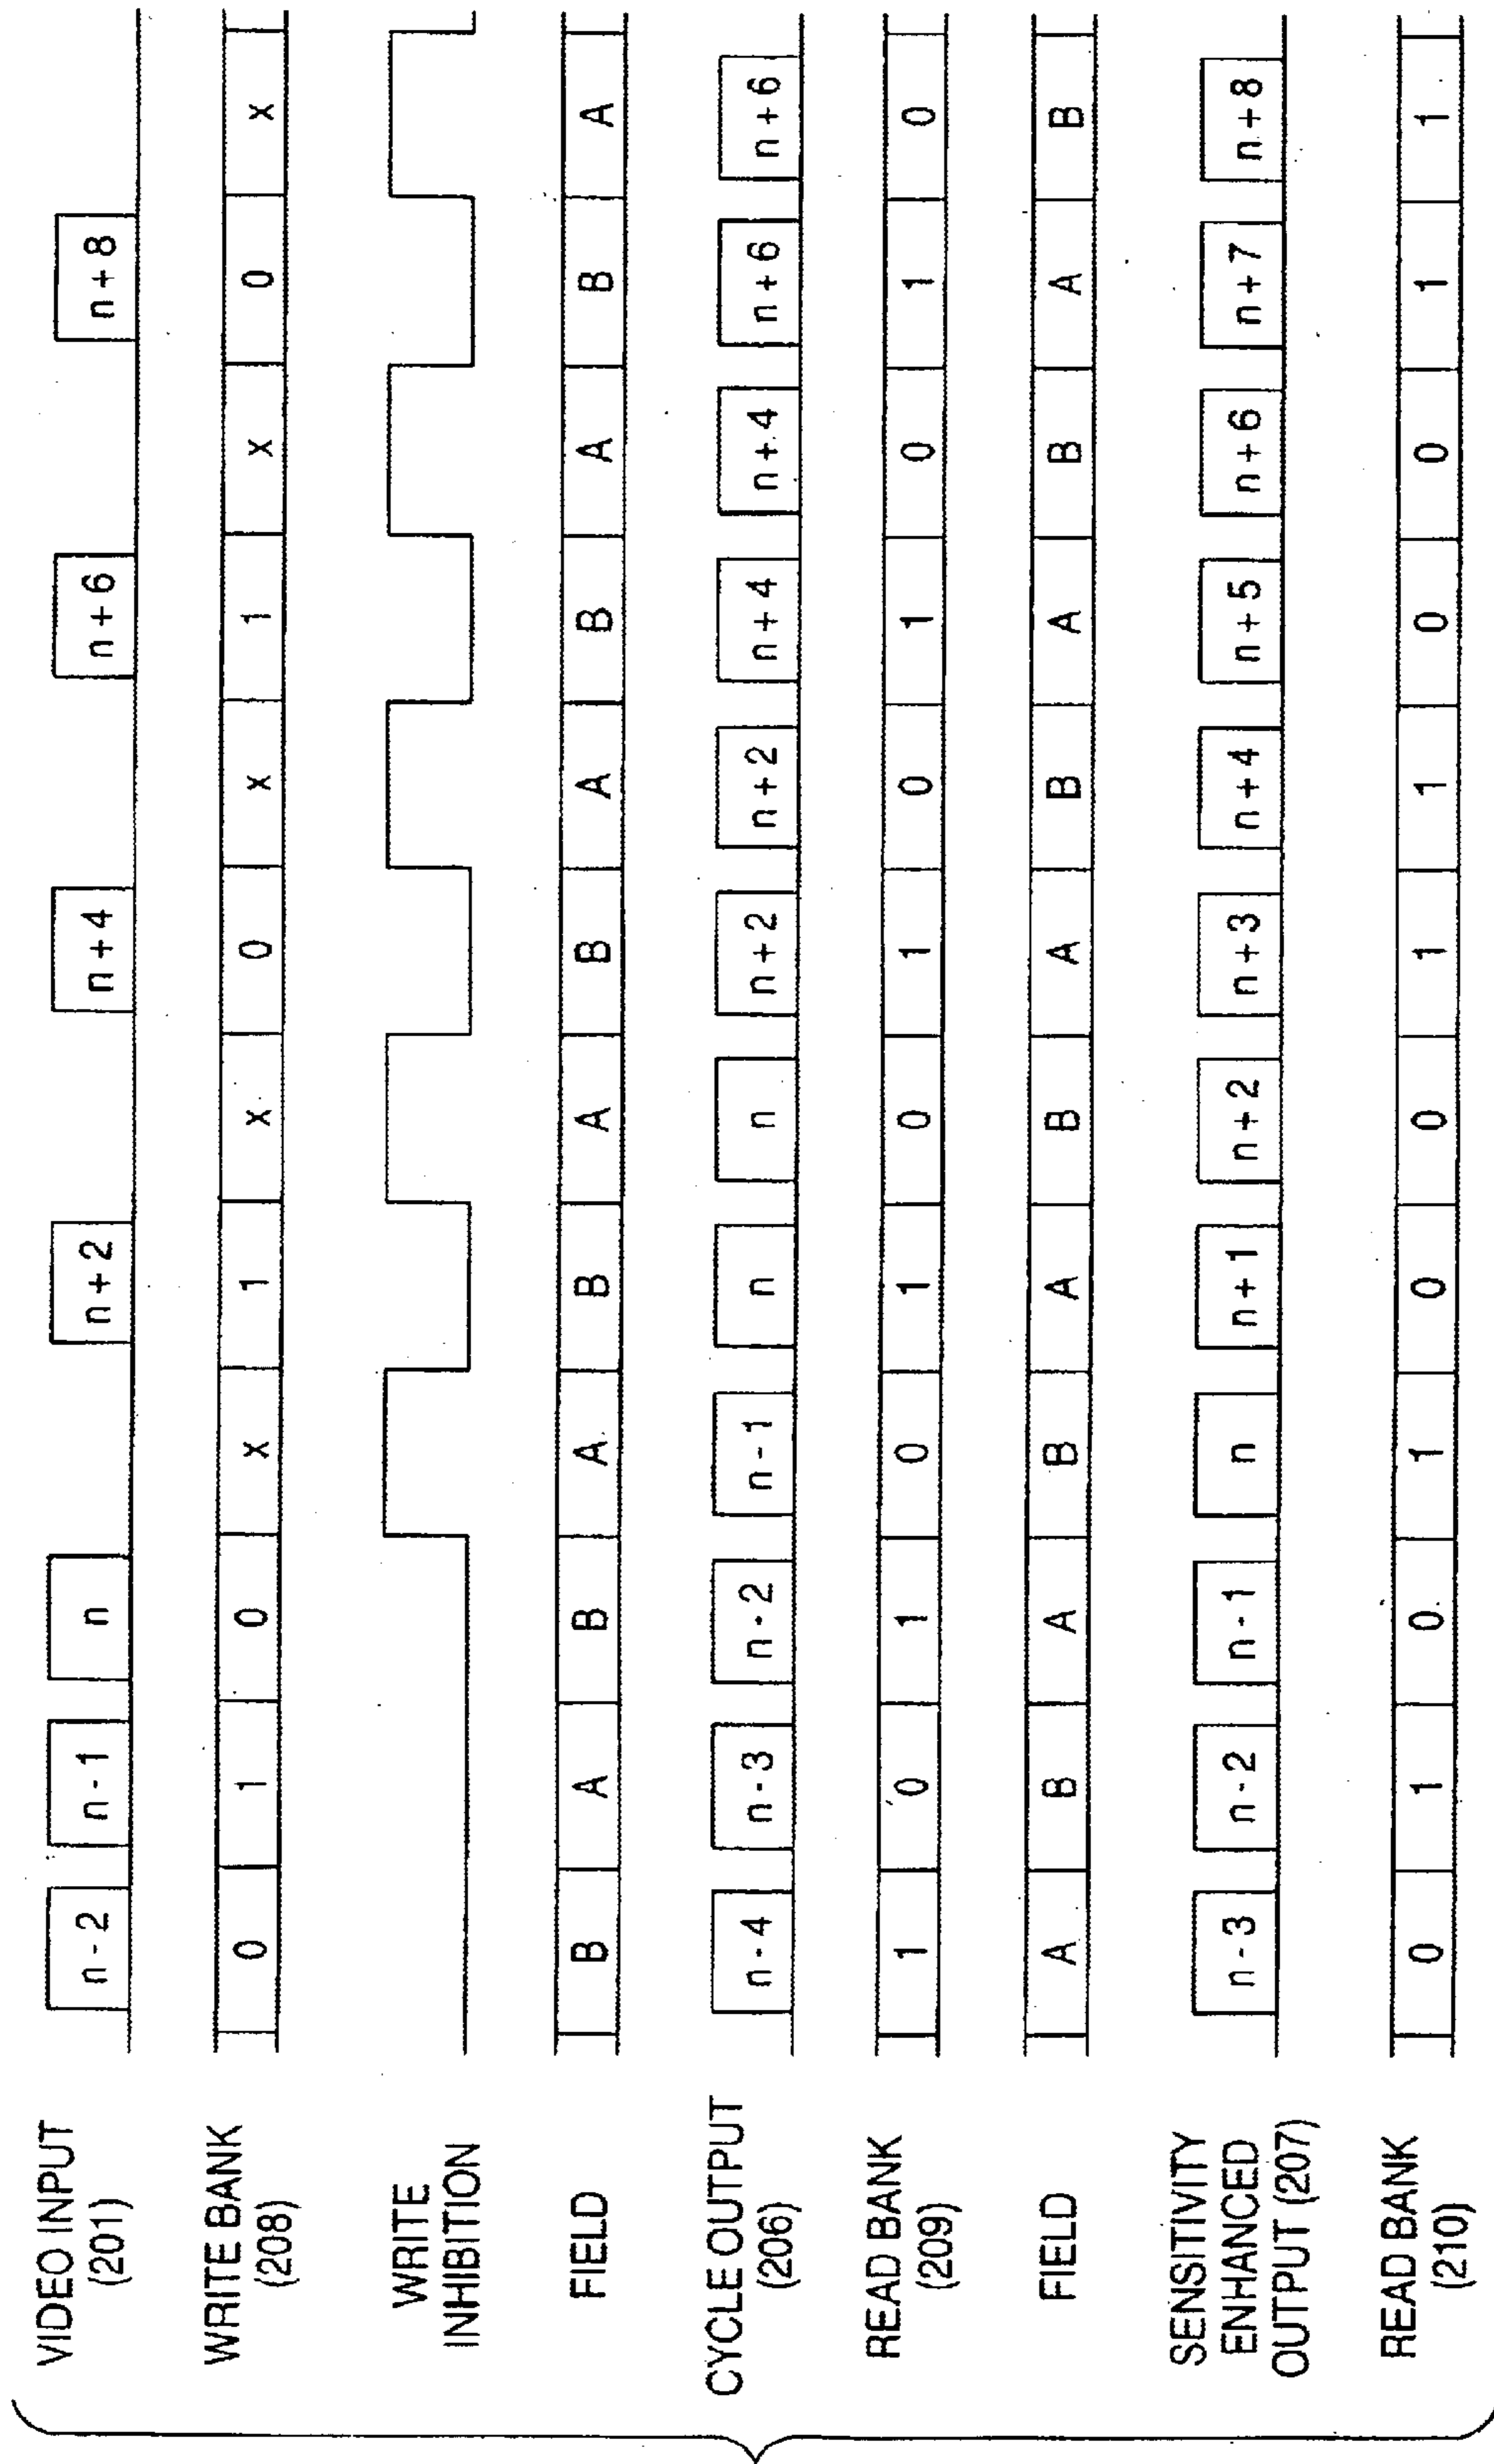 VIDEO INPUT
(201)
n-2 n-1 n n+2 n+4 n+6 n+8
WRITE BANK
(208)
0 1 0 x 1 x 0 x 1 x 0 x
WRITE
INHIBITION
FIELD
B A B A B A B A B A B A
CYCLE OUTPUT
(206)
n-4 n-3 n-2 n-1 n n n+2 n+2 n+4 n+4 n+6 n+6
READ BANK
(209)
1 0 1 0 1 0 1 0 1 0 1 0
FIELD
A B A B A B A B A B A B
SENSITIVITY
ENHANCED
OUTPUT (207)
n-3 n-2 n-1 n n+1 n+2 n+3 n+4 n+5 n+6 n+7 n+8
READ BANK
(210)
0 1 0 1 0 0 1 1 0 0 1 1